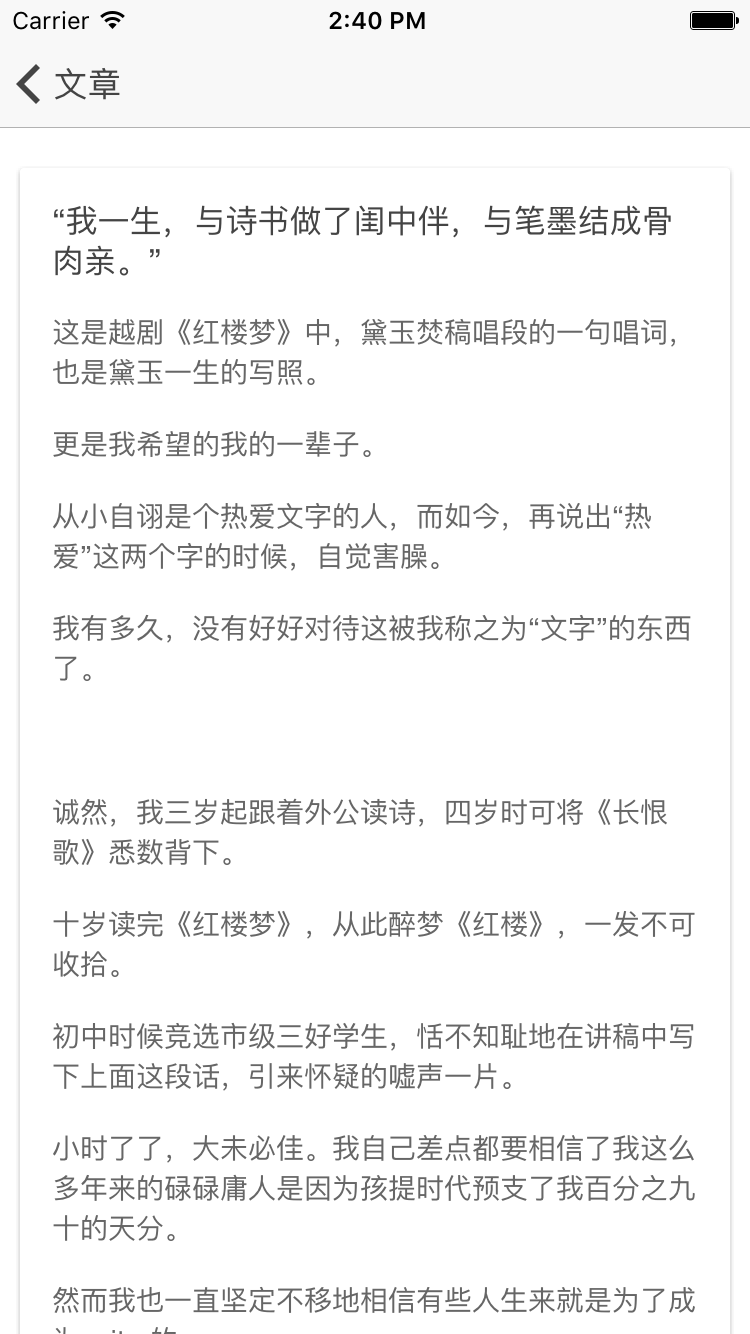 Carrier 2:40 PM
文章
“我一生，与诗书做了闺中伴，与笔墨结成骨
肉亲。”
这是越剧《红楼梦》中，黛玉焚稿唱段的一句唱词，
也是黛玉一生的写照。
更是我希望的我的一辈子。
从小自诩是个热爱文字的人，而如今，再说出“热
爱”这两个字的时候，自觉害臊。
我有多久，没有好好对待这被我称之为“文字”的东西
了。
诚然，我三岁起跟着外公读诗，四岁时可将《长恨
歌》悉数背下。
十岁读完《红楼梦》，从此醉梦《红楼》，一发不可
收拾。
初中时候竞选市级三好学生，恬不知耻地在讲稿中写
下上面这段话，引来怀疑的嘘声一片。
小时了了，大未必佳。我自己差点都要相信了我这么
多年来的碌碌庸人是因为孩提时代预支了我百分之九
十的天分。
然而我也一直坚定不移地相信有些人生来就是为了成